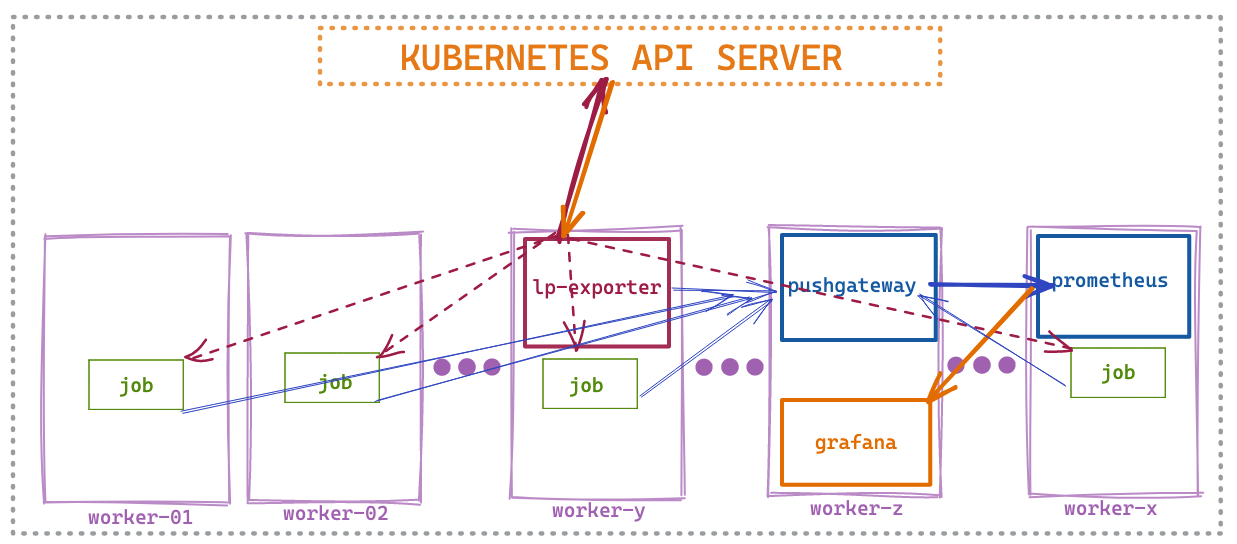 KUBERNETES API SERVER
lp-exporter
pushgateway
prometheus
job
job
job
job
grafana
worker-01
worker-02
worker-y
worker-z
worker-x